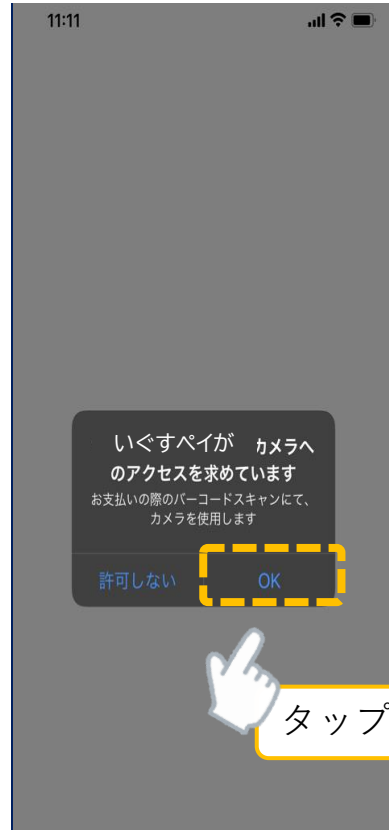 11:11
いぐすペイが カメラへ
のアクセスを求めています
お支払いの際のバーコードスキャンにて、
カメラを使用します
許可しない OK
タップ